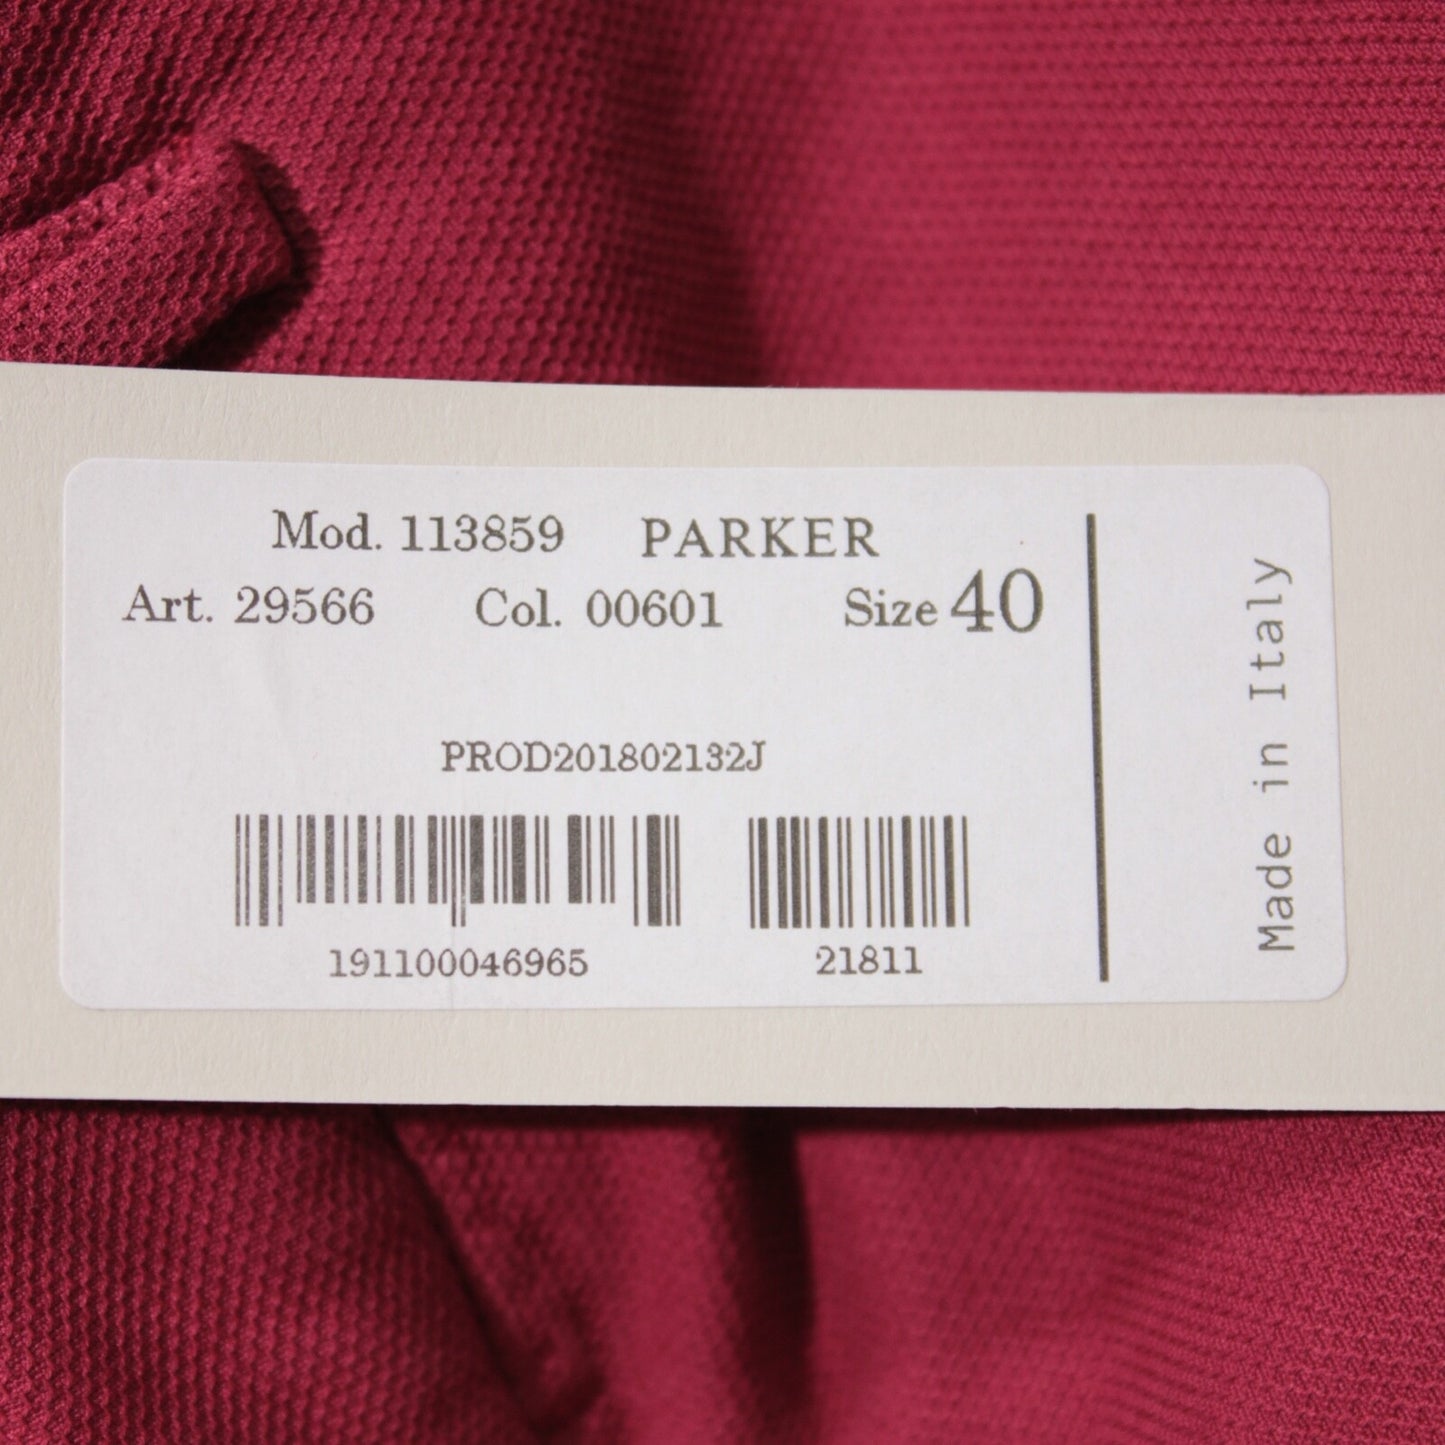 Mod. 113859 PARKER
Art. 29566 Col. 00601 Size 40
PROD201802132J
191100046965 21811
Made in Italy